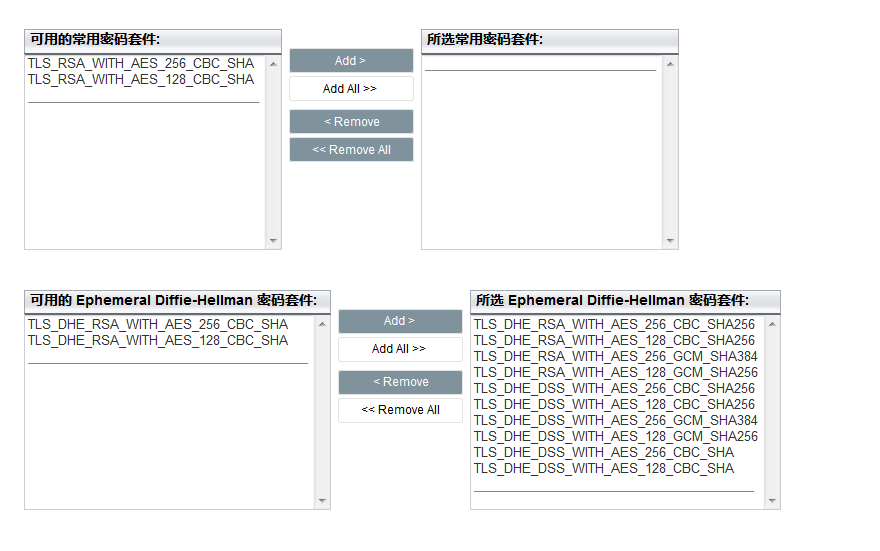 可用的常用密码套件:
TLS_RSA_WITH_AES_256_CBC_SHA
TLS_RSA_WITH_AES_128_CBC_SHA
Add >
Add All >>
< Remove
<< Remove All
所选常用密码套件:
可用的 Ephemeral Diffie-Hellman 密码套件:
TLS_DHE_RSA_WITH_AES_256_CBC_SHA
TLS_DHE_RSA_WITH_AES_128_CBC_SHA
Add >
Add All >>
< Remove
<< Remove All
所选 Ephemeral Diffie-Hellman 密码套件:
TLS_DHE_RSA_WITH_AES_256_CBC_SHA256
TLS_DHE_RSA_WITH_AES_128_CBC_SHA256
TLS_DHE_RSA_WITH_AES_256_GCM_SHA384
TLS_DHE_RSA_WITH_AES_128_GCM_SHA256
TLS_DHE_DSS_WITH_AES_256_CBC_SHA256
TLS_DHE_DSS_WITH_AES_128_CBC_SHA256
TLS_DHE_DSS_WITH_AES_256_GCM_SHA384
TLS_DHE_DSS_WITH_AES_128_GCM_SHA256
TLS_DHE_DSS_WITH_AES_256_CBC_SHA
TLS_DHE_DSS_WITH_AES_128_CBC_SHA